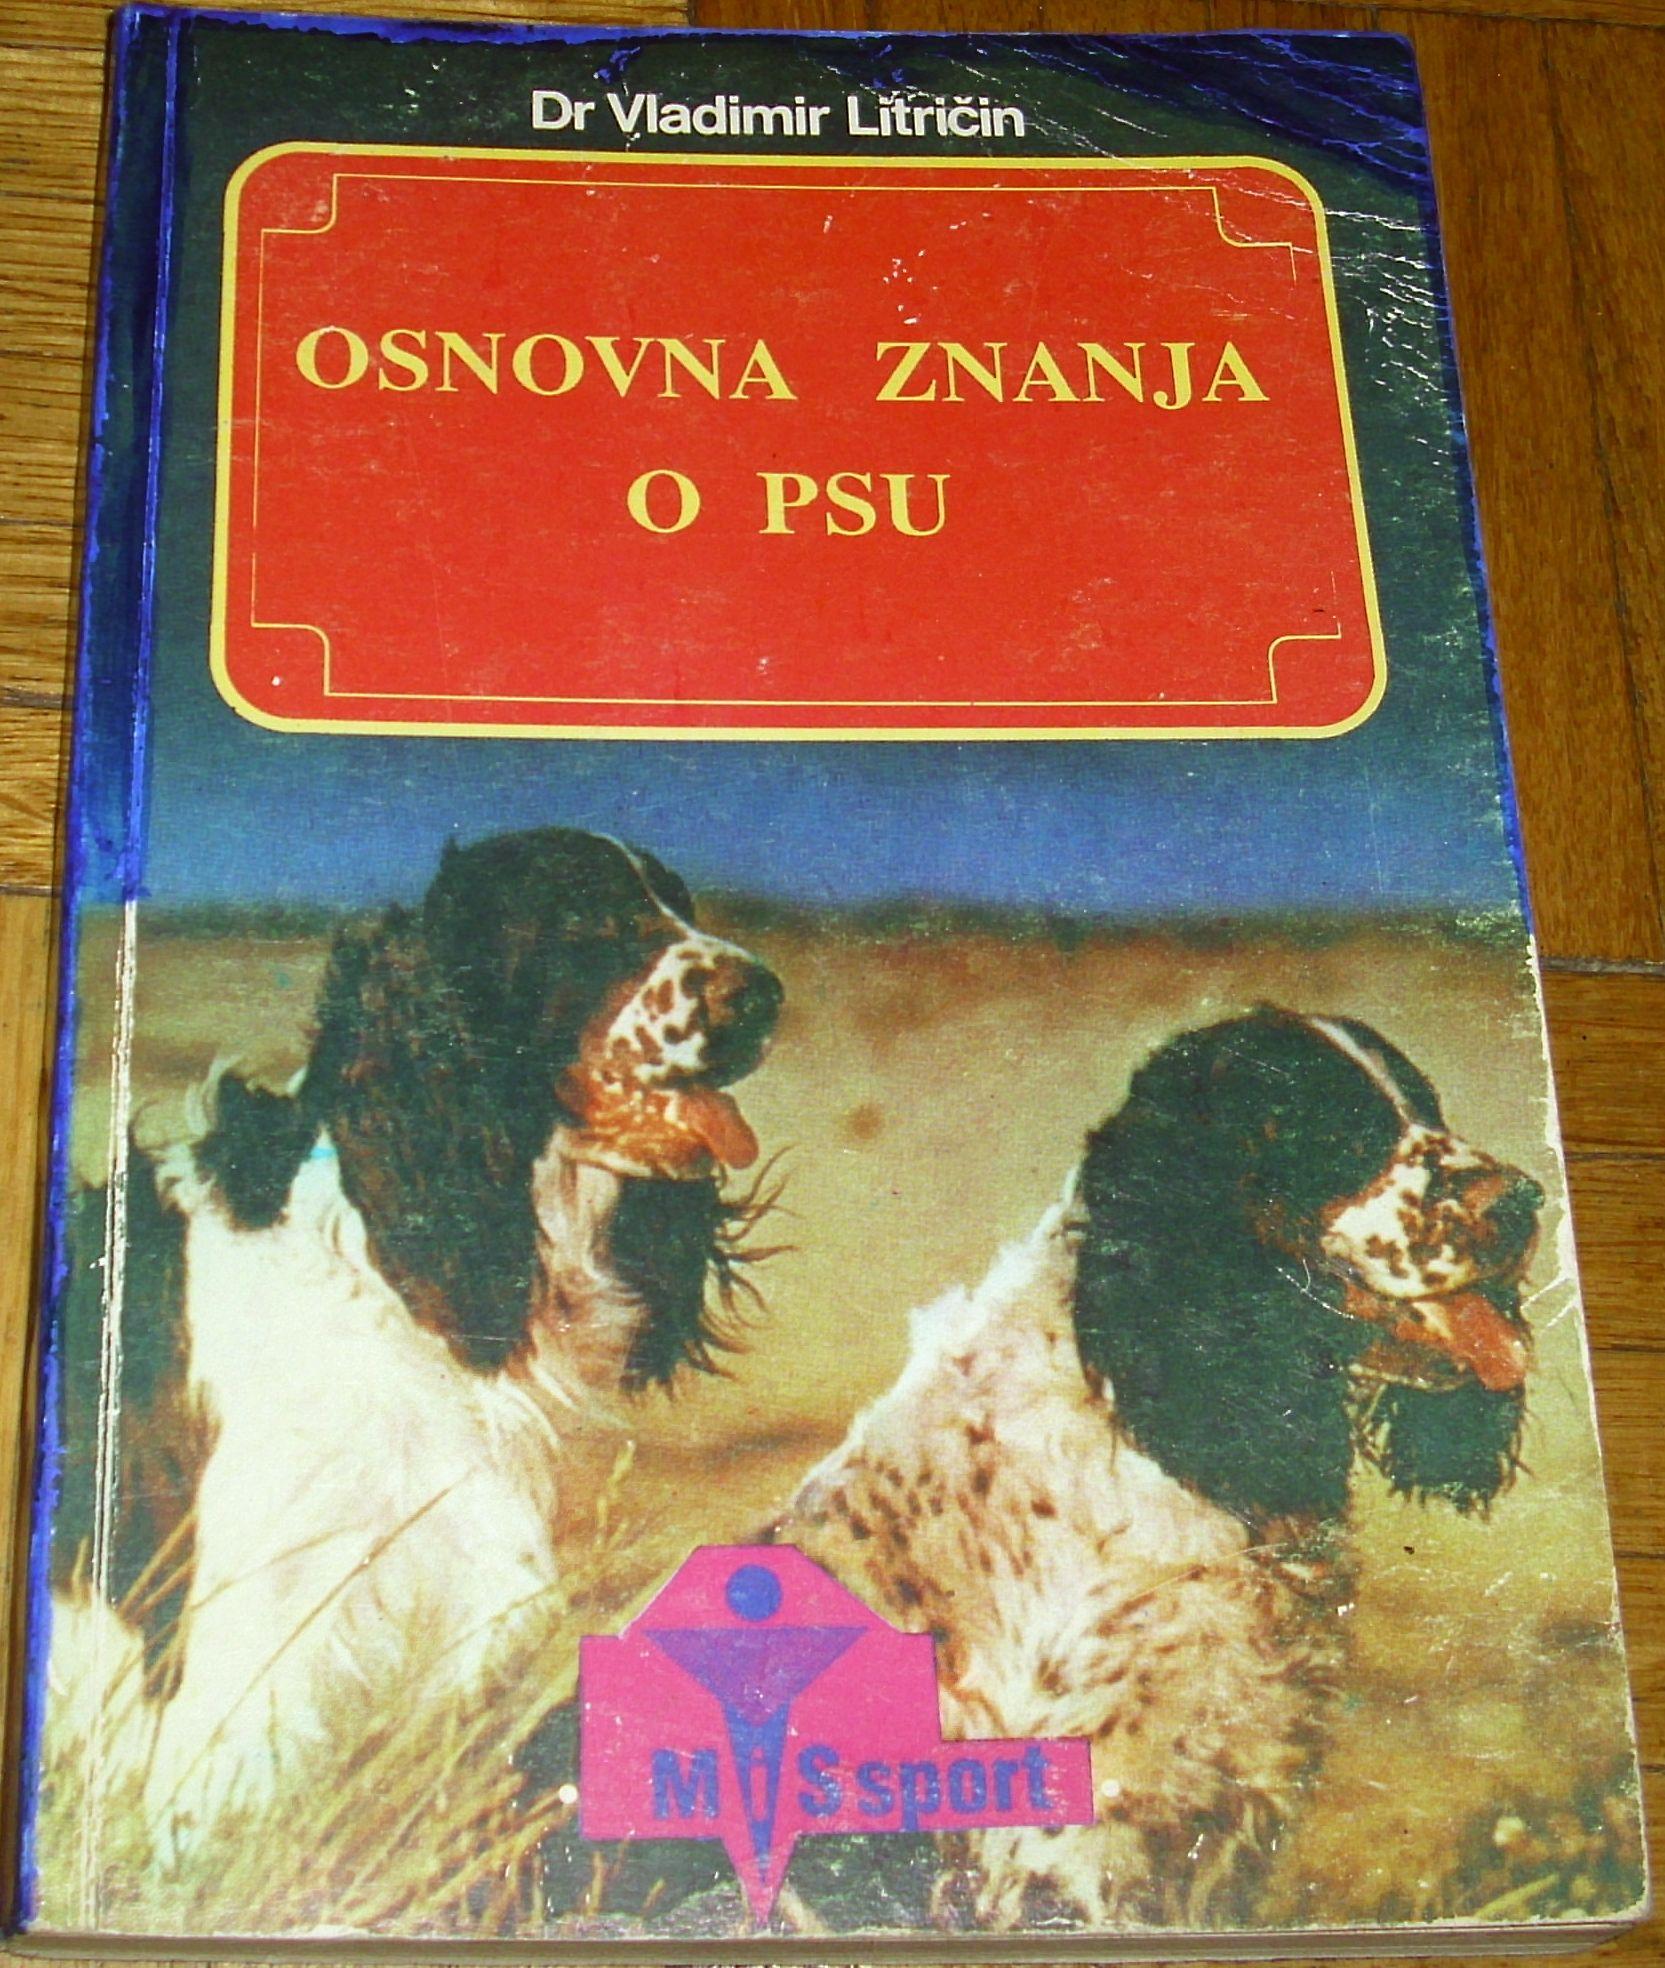 Dr Vladimir Litričin
OSNOVNA ZNANJA
O PSU
MiS sport